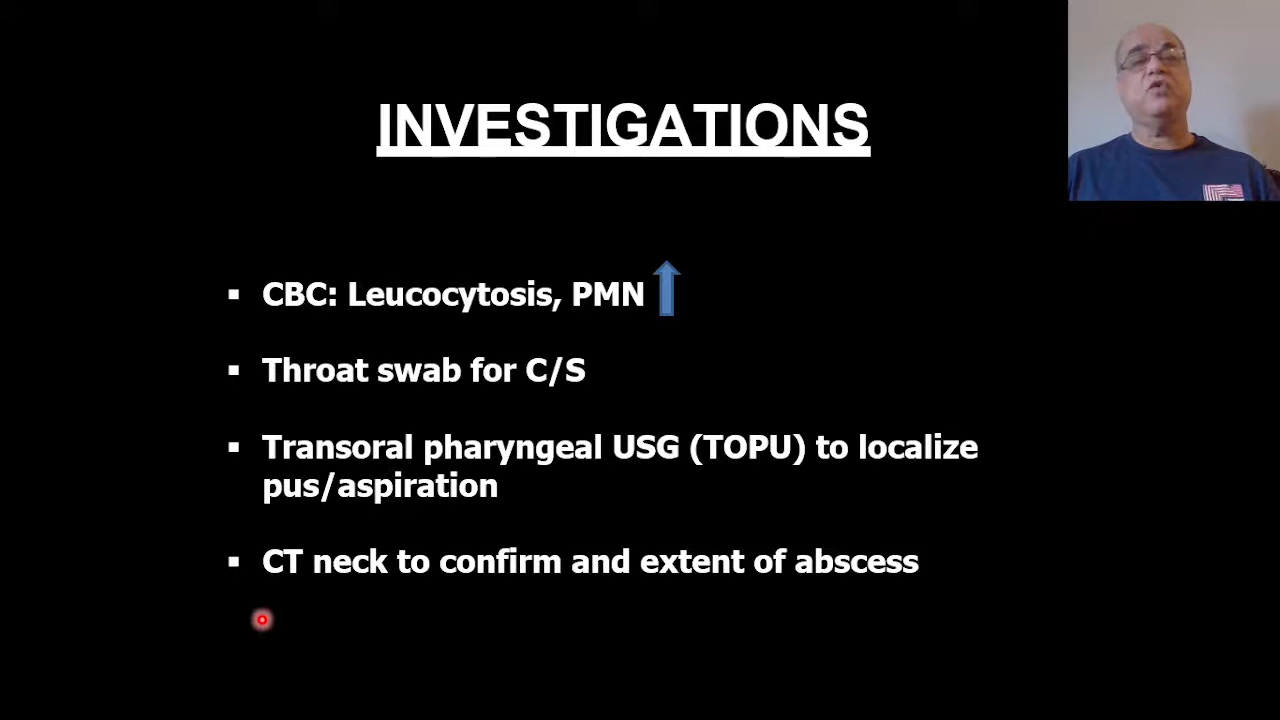 INVESTIGATIONS
▪ CBC: Leucocytosis, PMN
▪ Throat swab for C/S
▪ Transoral pharyngeal USG (TOPU) to localize
pus/aspiration
▪ CT neck to confirm and extent of abscess